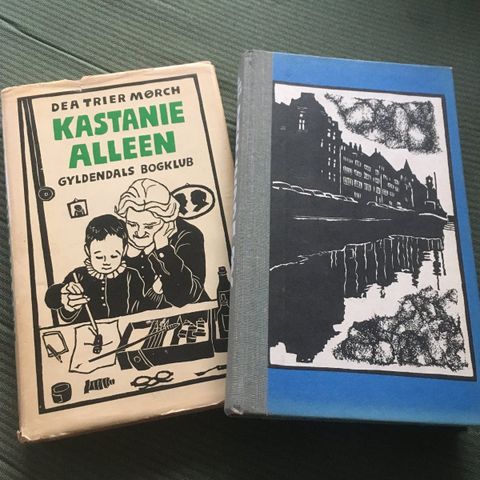 DEA TRIER MØRCH
KASTANIE
ALLEEN
GYLDENDALS BOGKLUB